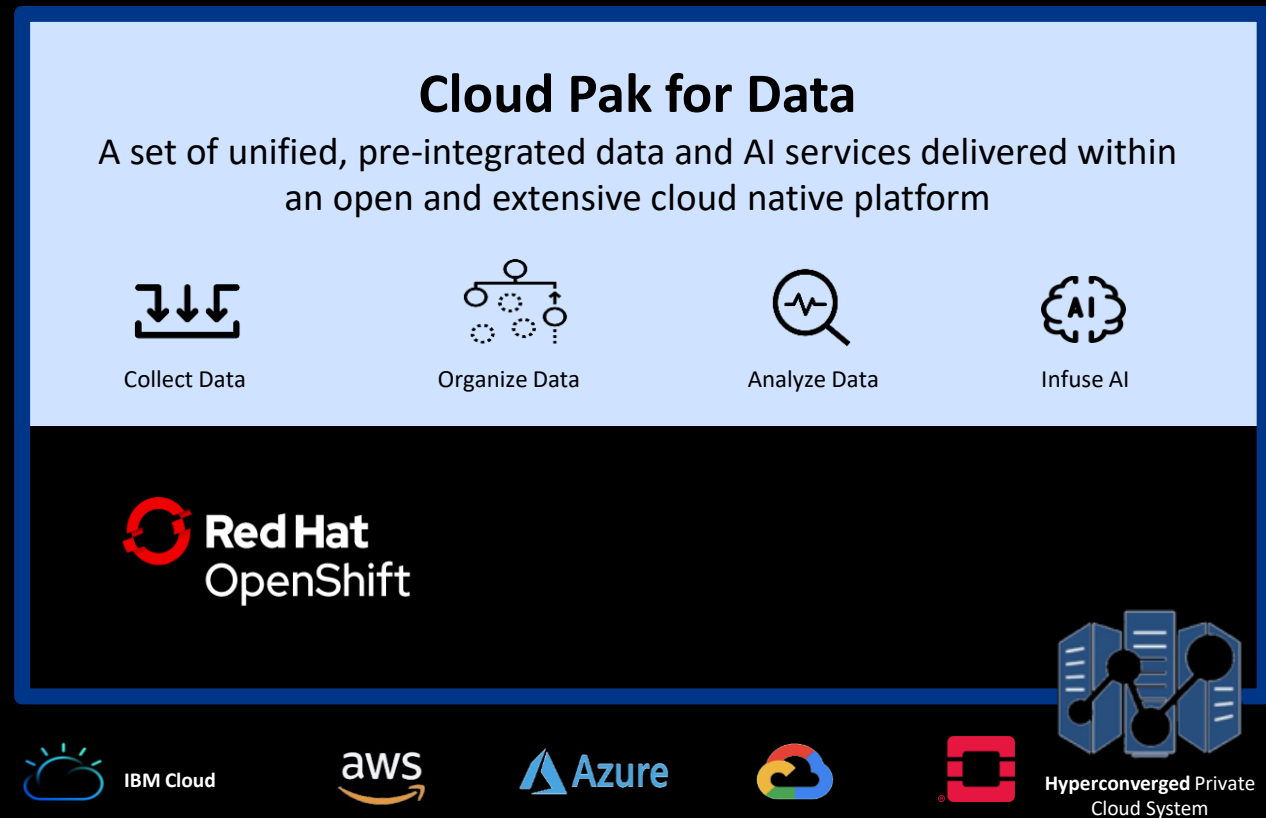 Cloud Pak for Data
A set of unified, pre-integrated data and AI services delivered within
an open and extensive cloud native platform
AI
Collect Data
Organize Data
Analyze Data
Infuse AI
Red Hat
OpenShift
IBM Cloud
aws
Azure
®
Hyperconverged Private
Cloud System